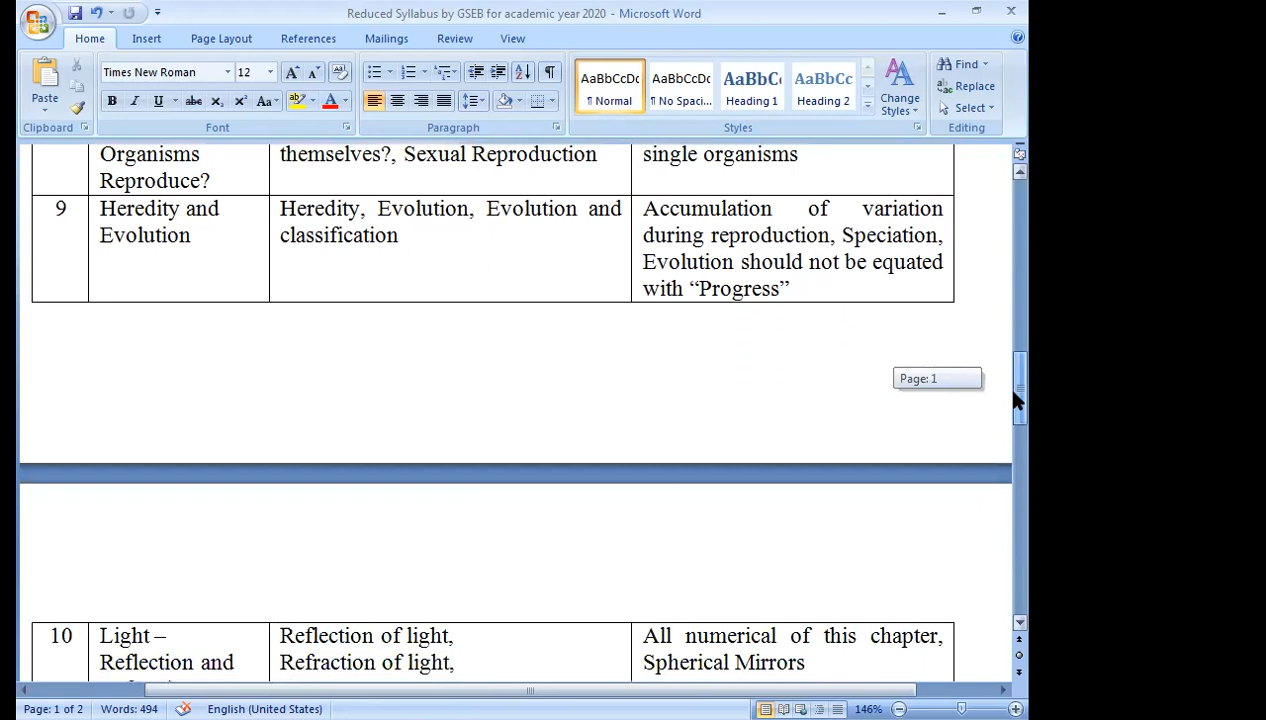 Reduced Syllabus by GSEB for academic year 2020 - Microsoft Word
Home Insert Page Layout References Mailings Review View
Times New Roman 12
AaBbCcDc AaBbCcDc AaBbC AaBbCc
¶ Normal ¶ No Spaci... Heading 1 Heading 2
Paste
Change
Styles
Find
Replace
Select
Clipboard Font Paragraph Styles Editing
Organisms
Reproduce?
themselves?, Sexual Reproduction
single organisms
9
Heredity and
Evolution
Heredity, Evolution, Evolution and
classification
Accumulation of variation
during reproduction, Speciation,
Evolution should not be equated
with “Progress”
Page: 1
10
Light –
Reflection and
Reflection of light,
Refraction of light,
All numerical of this chapter,
Spherical Mirrors
Page: 1 of 2 Words: 494 English (United States) 146%